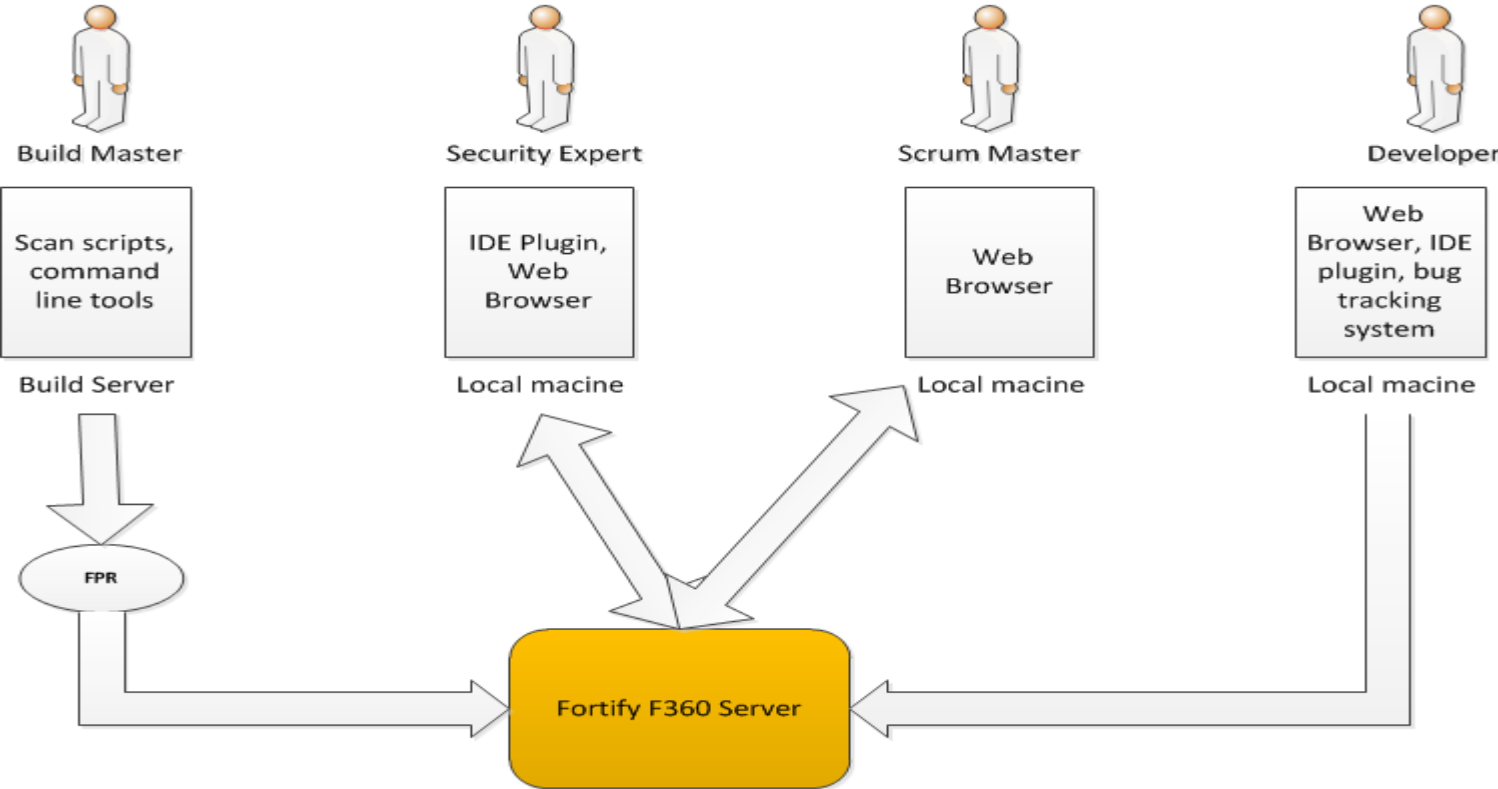 Build Master
Security Expert
Scrum Master
Developer
Scan scripts,
command
line tools
IDE Plugin,
Web
Browser
Web
Browser
Web
Browser, IDE
plugin, bug
tracking
system
Build Server
Local macine
Local macine
Local macine
FPR
Fortify F360 Server